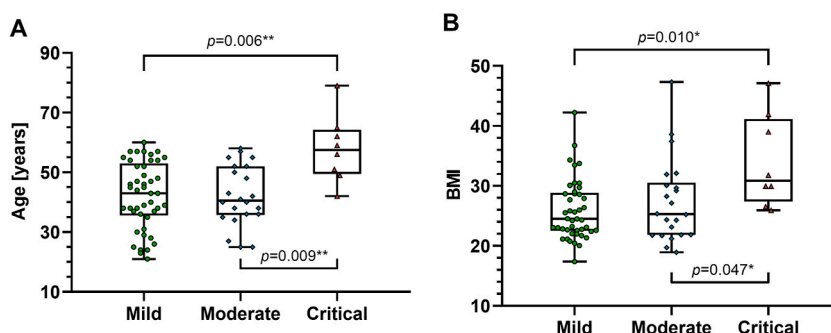 A
p=0.006**
Age [years]
90
70
50
30
10
p=0.009**
Mild Moderate Critical
B
p=0.010*
BMI
50
40
30
20
10
p=0.047*
Mild Moderate Critical